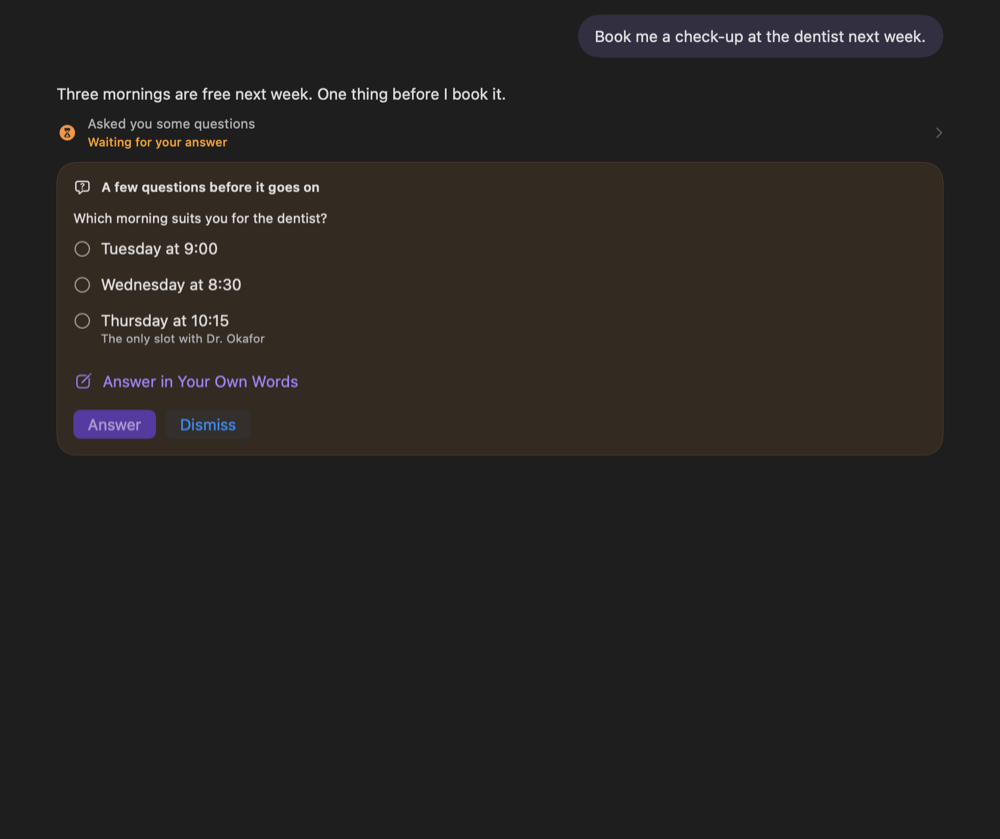 Book me a check-up at the dentist next week.
Three mornings are free next week. One thing before I book it.
Asked you some questions
Waiting for your answer
A few questions before it goes on
Which morning suits you for the dentist?
Tuesday at 9:00
Wednesday at 8:30
Thursday at 10:15
The only slot with Dr. Okafor
Answer in Your Own Words
Answer
Dismiss